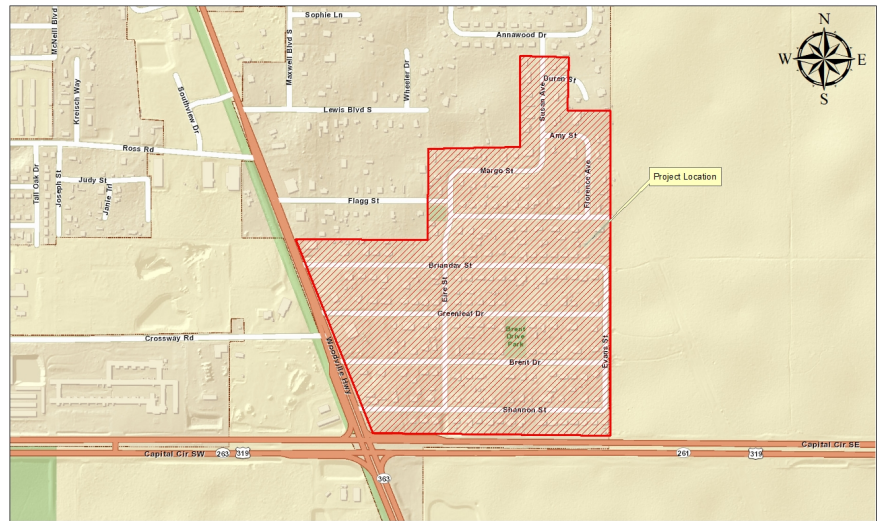 Sophie Ln
McNeill Blvd
Maxwell Blvd S
Annawood Dr
N
W
E
S
Kreisch Way
Southview Dr
Wheeler Dr
Duren St
Susan Ave
Lewis Blvd S
Amy St
Ross Rd
Margo St
Florence Ave
Project Location
Tall Oak Dr
Joseph St
Judy St
Janie Trl
Flagg St
Briandav St
Eire St
Greenleaf Dr
Brent
Drive
Park
Crossway Rd
Woodville Hwy
Brent Dr
Evans St
Shannon St
Capital Cir SW
263
319
363
261
319
Capital Cir SE